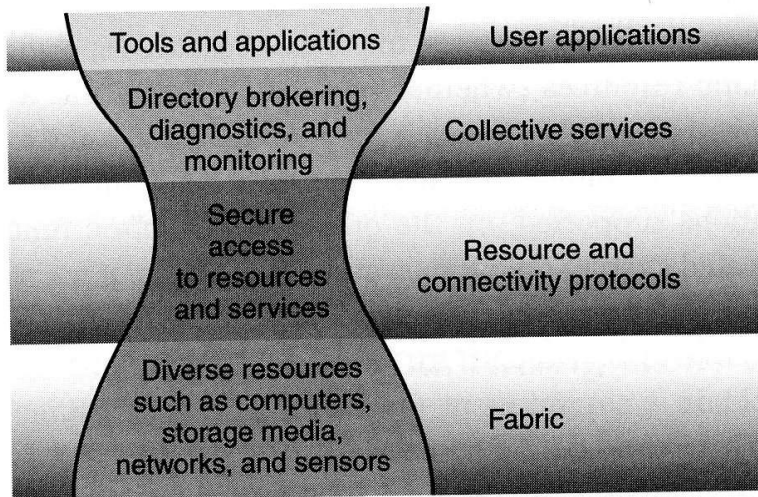 Tools and applications
User applications
Directory brokering,
diagnostics, and
monitoring
Collective services
Secure
access
to resources
and services
Resource and
connectivity protocols
Diverse resources
such as computers,
storage media,
networks, and sensors
Fabric